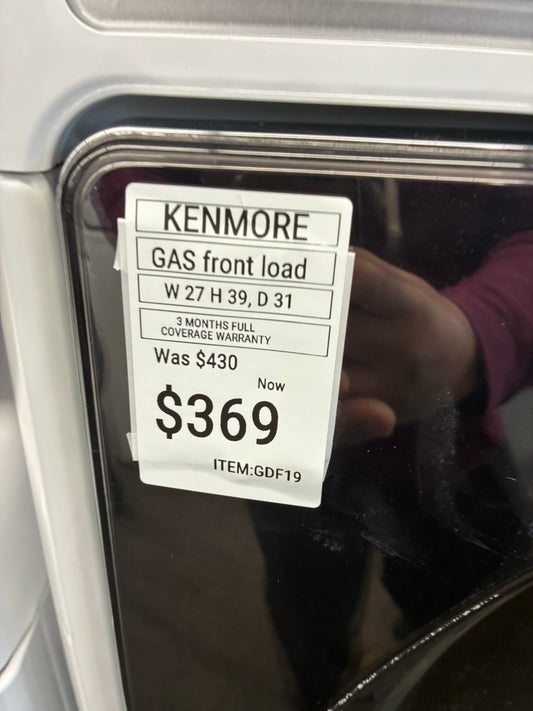 KENMORE
GAS front load
W 27 H 39, D 31
3 MONTHS FULL
COVERAGE WARRANTY
Was $430
Now
$369
ITEM:GDF19